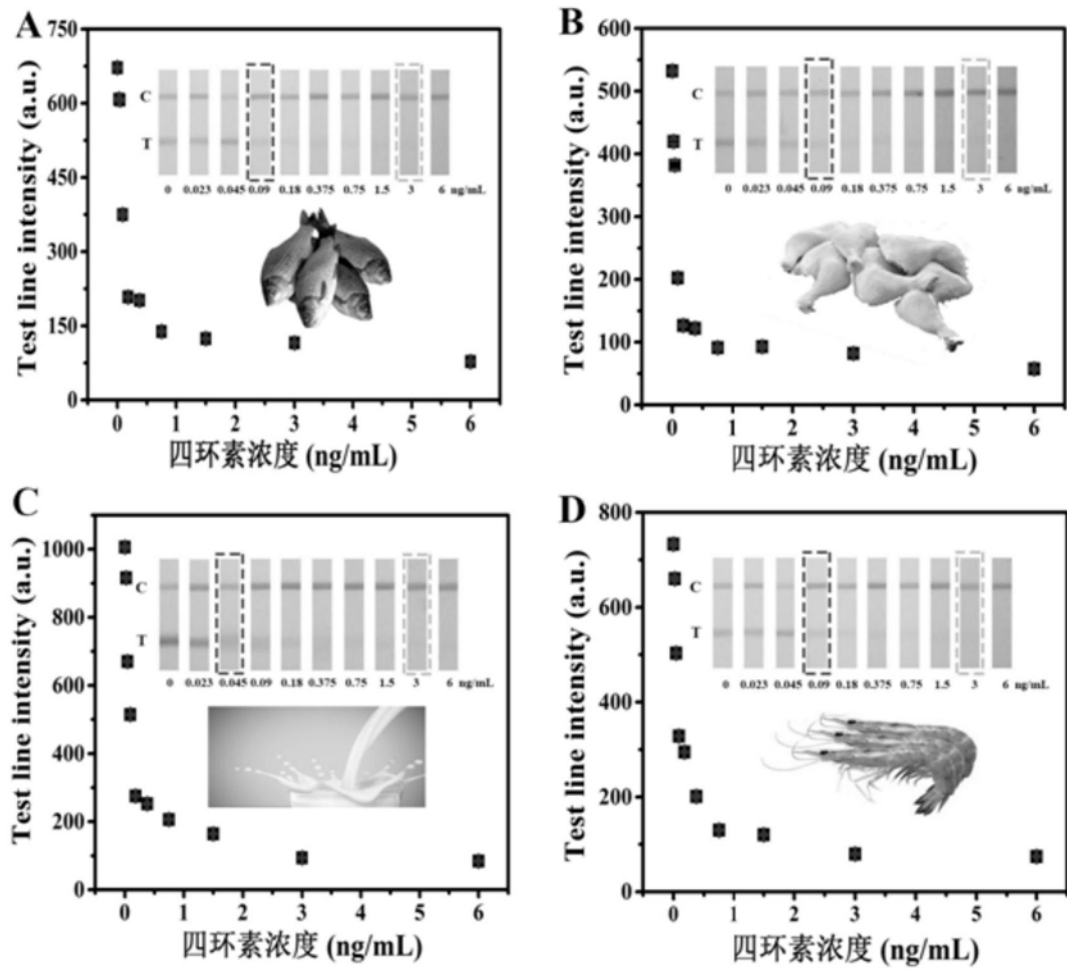 A
Test line intensity (a.u.)
750
600
450
300
150
0
C
T
0 0.023 0.045 0.09 0.18 0.375 0.75 1.5 3 6 ng/mL
0 1 2 3 4 5 6
四环素浓度 (ng/mL)
B
Test line intensity (a.u.)
600
500
400
300
200
100
0
C
T
0 0.023 0.045 0.09 0.18 0.375 0.75 1.5 3 6 ng/mL
0 1 2 3 4 5 6
四环素浓度 (ng/mL)
C
Test line intensity (a.u.)
1000
800
600
400
200
0
C
T
0 0.023 0.045 0.09 0.18 0.375 0.75 1.5 3 6 ng/mL
0 1 2 3 4 5 6
四环素浓度 (ng/mL)
D
Test line intensity (a.u.)
800
600
400
200
0
C
T
0 0.023 0.045 0.09 0.18 0.375 0.75 1.5 3 6 ng/mL
0 1 2 3 4 5 6
四环素浓度 (ng/mL)